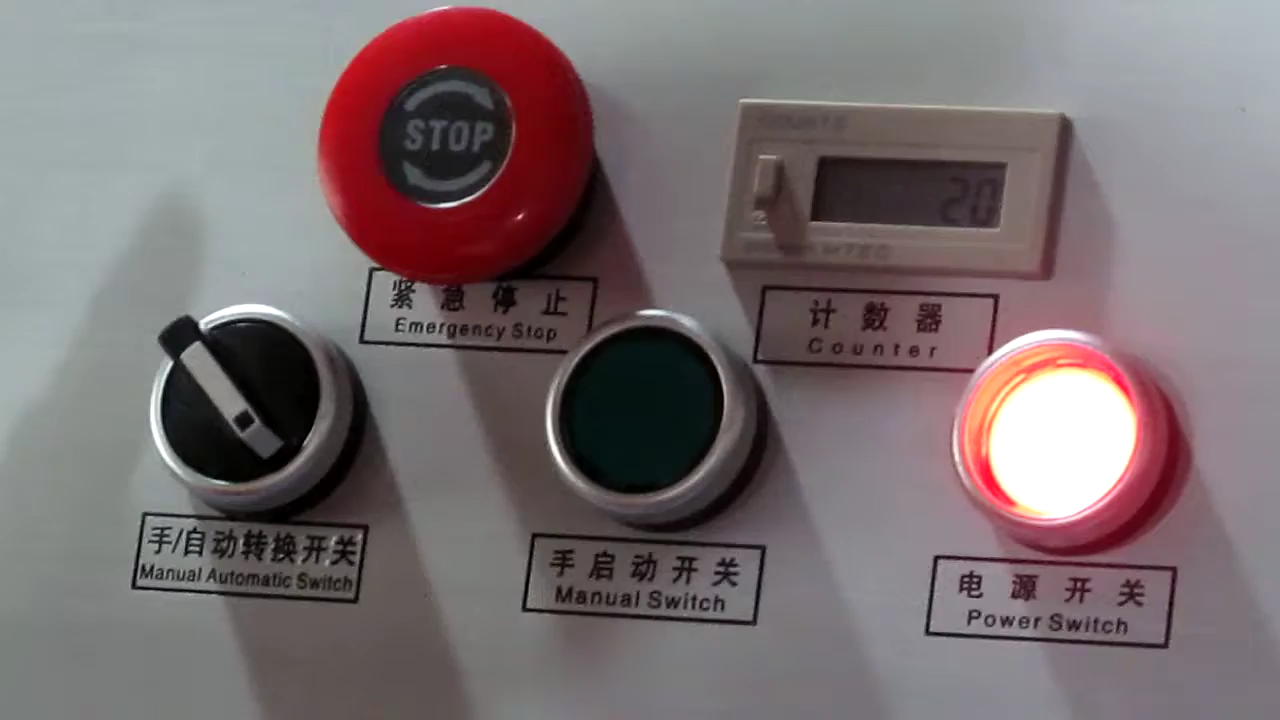 STOP
COUNTS
20
紧急停止
Emergency Stop
计数器
Counter
手/自动转换开关
Manual Automatic Switch
手启动开关
Manual Switch
电源开关
Power Switch